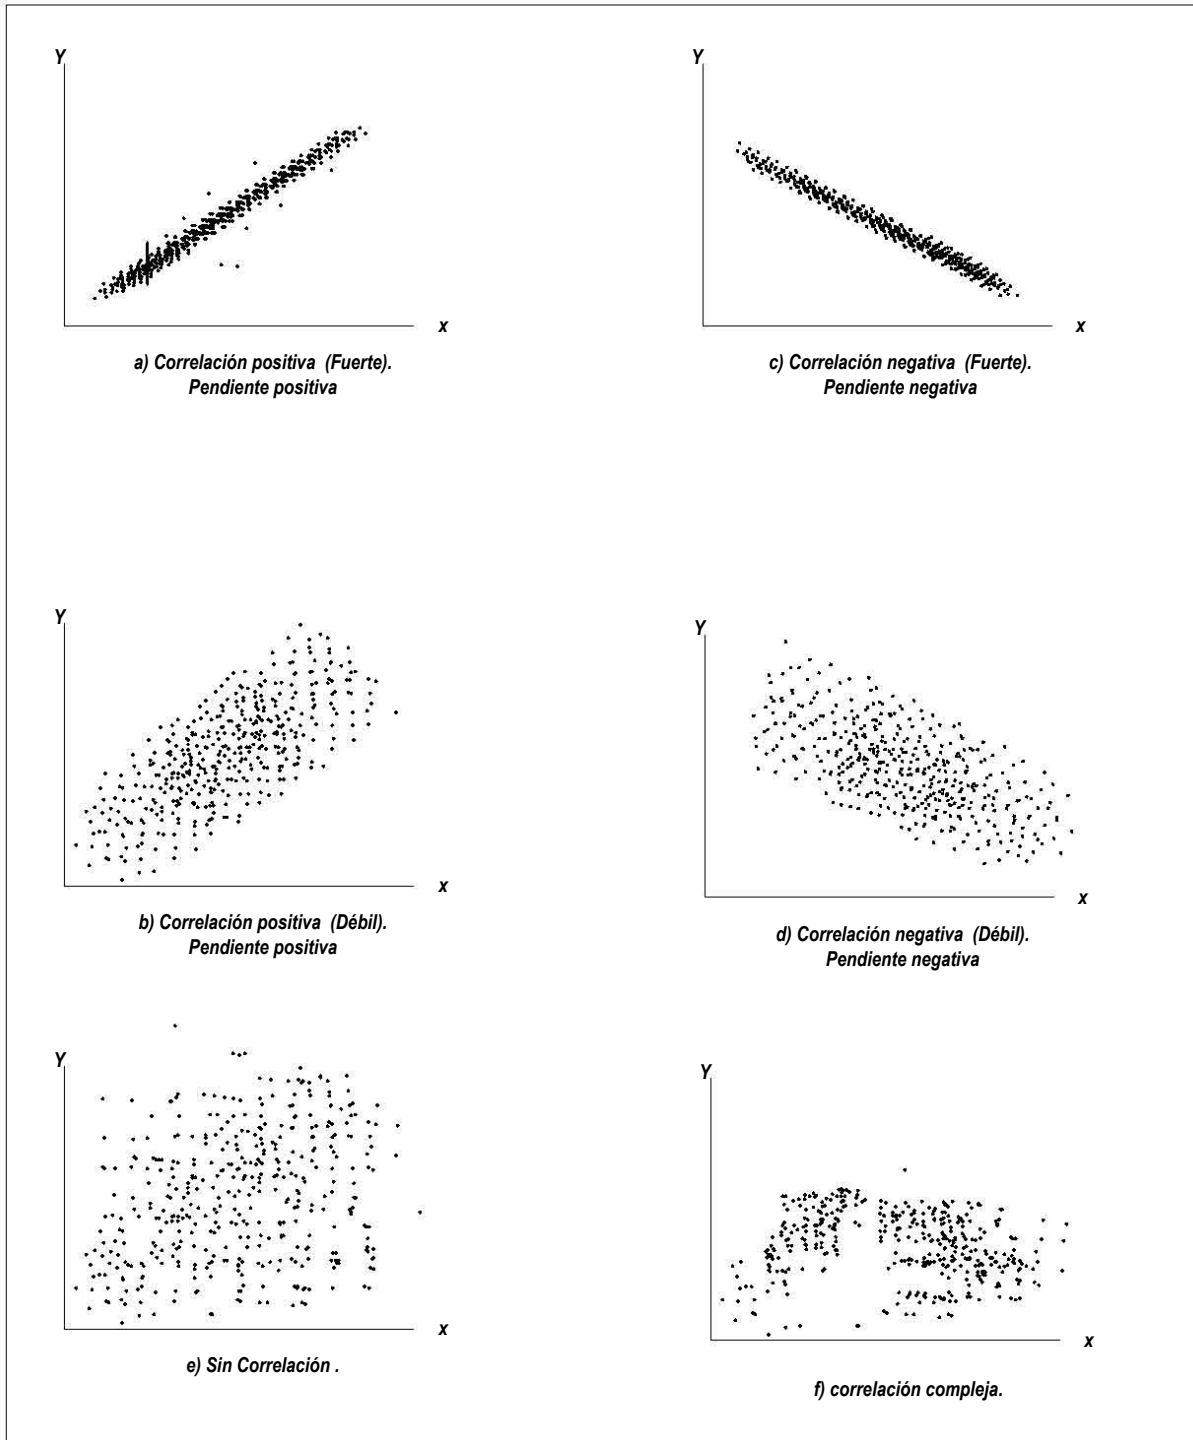 Y
Y
x
x
a) Correlación positiva (Fuerte).
Pendiente positiva
c) Correlación negativa (Fuerte).
Pendiente negativa
Y
Y
x
x
b) Correlación positiva (Débil).
Pendiente positiva
d) Correlación negativa (Débil).
Pendiente negativa
Y
Y
x
x
e) Sin Correlación .
f) correlación compleja.